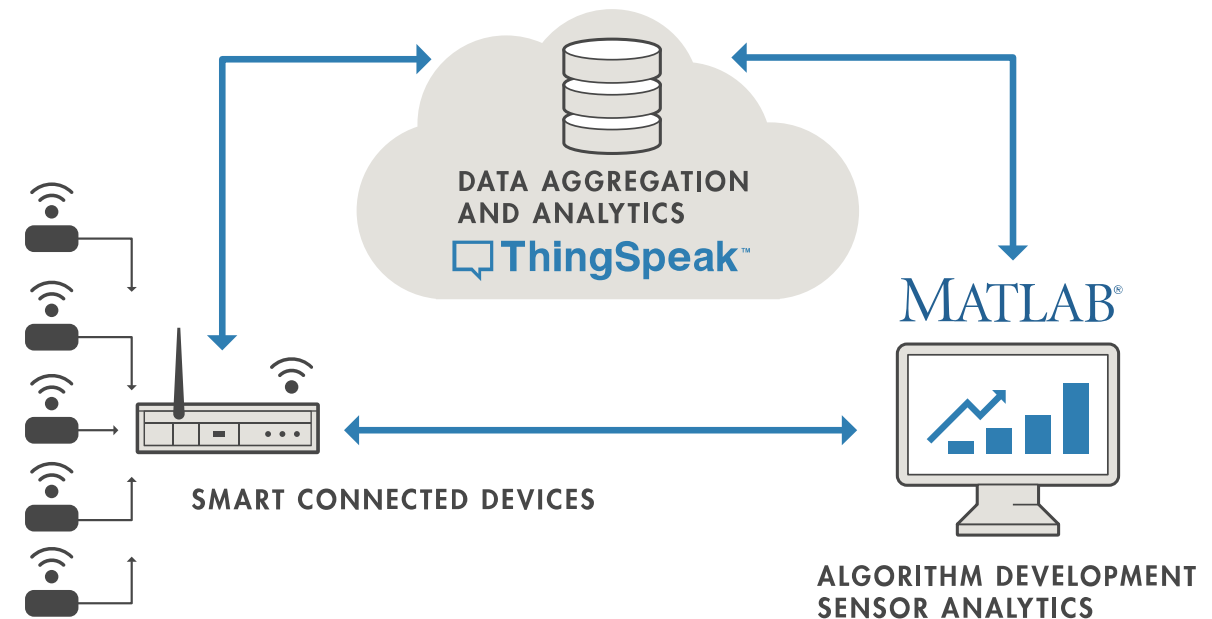 DATA AGGREGATION
AND ANALYTICS
ThingSpeak™
MATLAB®
SMART CONNECTED DEVICES
ALGORITHM DEVELOPMENT
SENSOR ANALYTICS